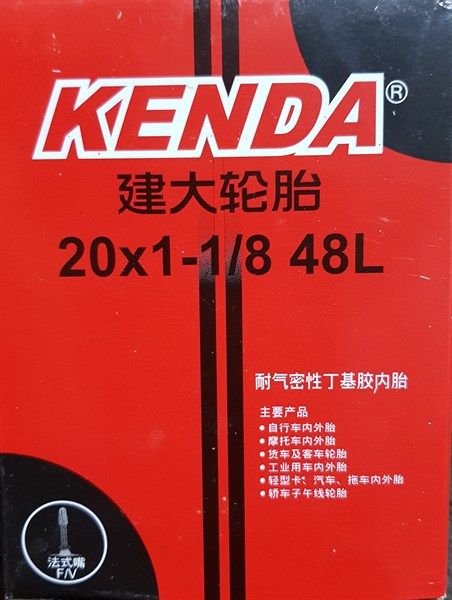 KENDA®
建大轮胎
20x1-1/8 48L
耐气密性丁基胶内胎
主要产品
• 自行车内外胎
• 摩托车内外胎
• 货车及客车轮胎
• 工业用车内外胎
• 轻型卡、汽车、拖车内外胎
• 轿车子午线轮胎
法式嘴
F/V